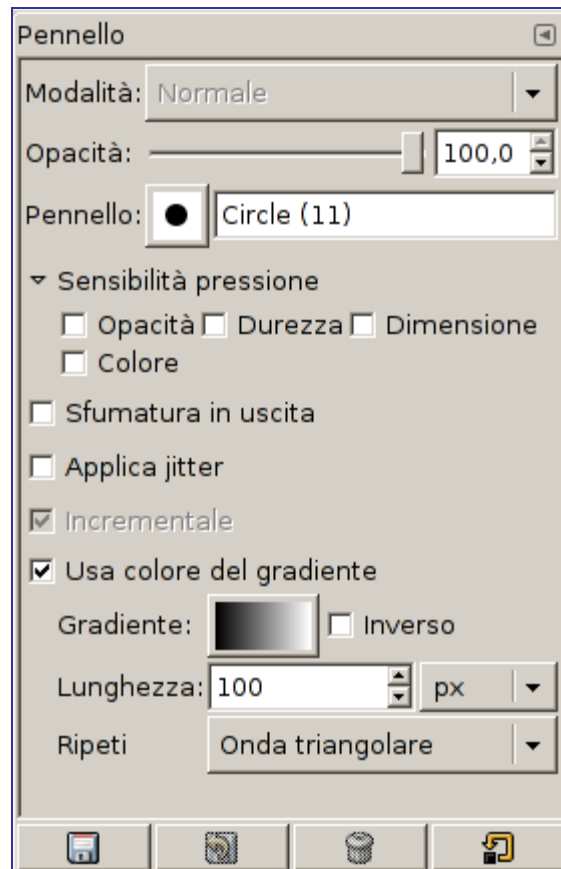 Pennello
Modalità: Normale
Opacità: 100,0
Pennello: Circle (11)
Sensibilità pressione
Opacità Durezza Dimensione
Colore
Sfumatura in uscita
Applica jitter
Incrementale
Usa colore del gradiente
Gradiente: Inverso
Lunghezza: 100 px
Ripeti Onda triangolare